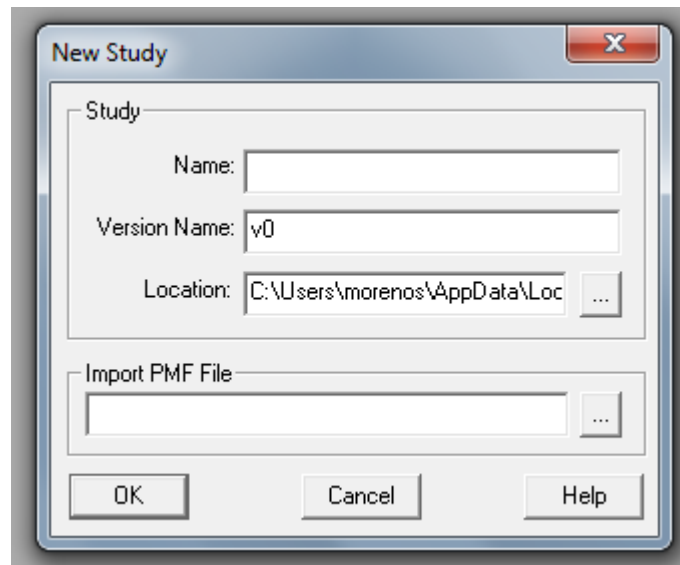 New Study
Study
Name:
Version Name: v0
Location: C:\Users\morenos\AppData\Loc ...
Import PMF File
...
OK Cancel Help